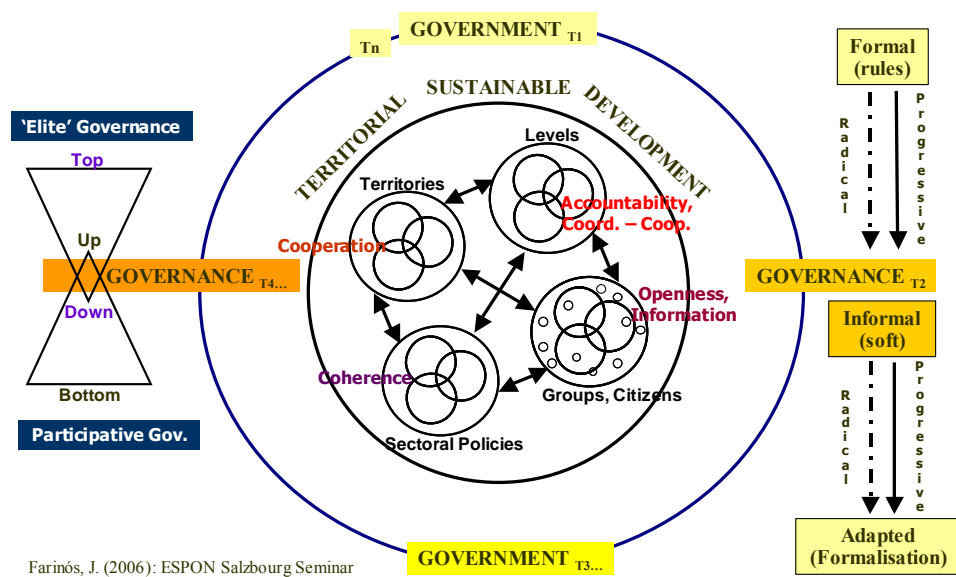 GOVERNMENT T1
Tn
Formal
(rules)
SUSTAINABLE
TERRITORIAL
DEVELOPMENT
'Elite' Governance
Top
Levels
Radical
Progressive
Territories
Accountability,
Coord. – Coop.
Up
Cooperation
GOVERNANCE T4...
GOVERNANCE T2
Down
Openness,
Information
Informal
(soft)
Coherence
Bottom
Groups, Citizens
Radical
Progressive
Participative Gov.
Sectoral Policies
Adapted
(Formalisation)
GOVERNMENT T3...
Farinós, J. (2006): ESPON Salzbourg Seminar